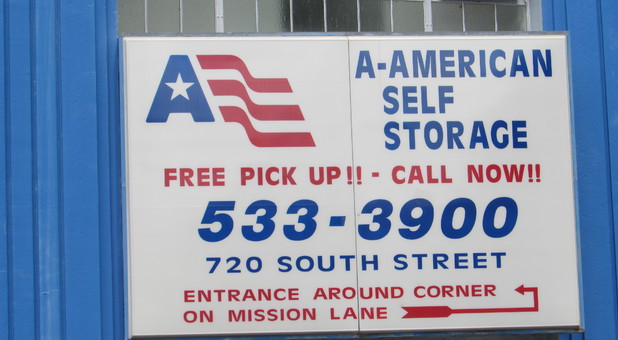 A
A-AMERICAN
SELF
STORAGE
FREE PICK UP!! - CALL NOW!!
533-3900
720 SOUTH STREET
ENTRANCE AROUND CORNER
ON MISSION LANE